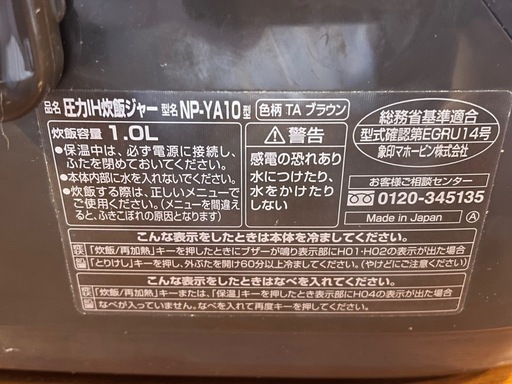 品名 圧力IH炊飯ジャー 型名 NP-YA10型 色柄 TA ブラウン
炊飯容量 1.0L
●保温中は、必ず電源に接続し、
ふたを閉めておいてください。
●本体内部に水を入れないでください。
●炊飯する際は、正しいメニューで
ご使用ください。(メニューを間違え
ると、ふきこぼれの原因となります)
警告
感電の恐れあり
水につけたり、
水をかけたり
しない
総務省基準適合
型式確認第EGRU14号
象印マホービン株式会社
お客様ご相談センター
0120-345135
Made in Japan
A
こんな表示をしたときは本体を冷ましてください。
症状 「炊飯/再加熱」キーを押したときにブザーが鳴り表示部にH01・H02の表示が出た場合
処置 「とりけし」キーを押し、外ぶたを開け60分以上冷ましてください。(やけどにご注意ください)
こんな表示をしたときはなべを入れてください。
症状 「炊飯/再加熱」キーまたは、「保温」キーを押したとき表示部にH04の表示が出た場合
処置 なべが入っていません。なべを入れて再度キーを押してください。